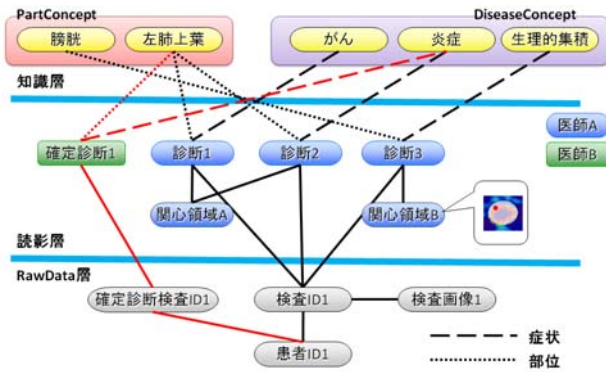 PartConcept
DiseaseConcept
膀胱
左肺上葉
がん
炎症
生理的集積
知識層
医師A
確定診断1
診断1
診断2
診断3
医師B
関心領域A
関心領域B
読影層
RawData層
確定診断検査ID1
検査ID1
検査画像1
患者ID1
症状
部位